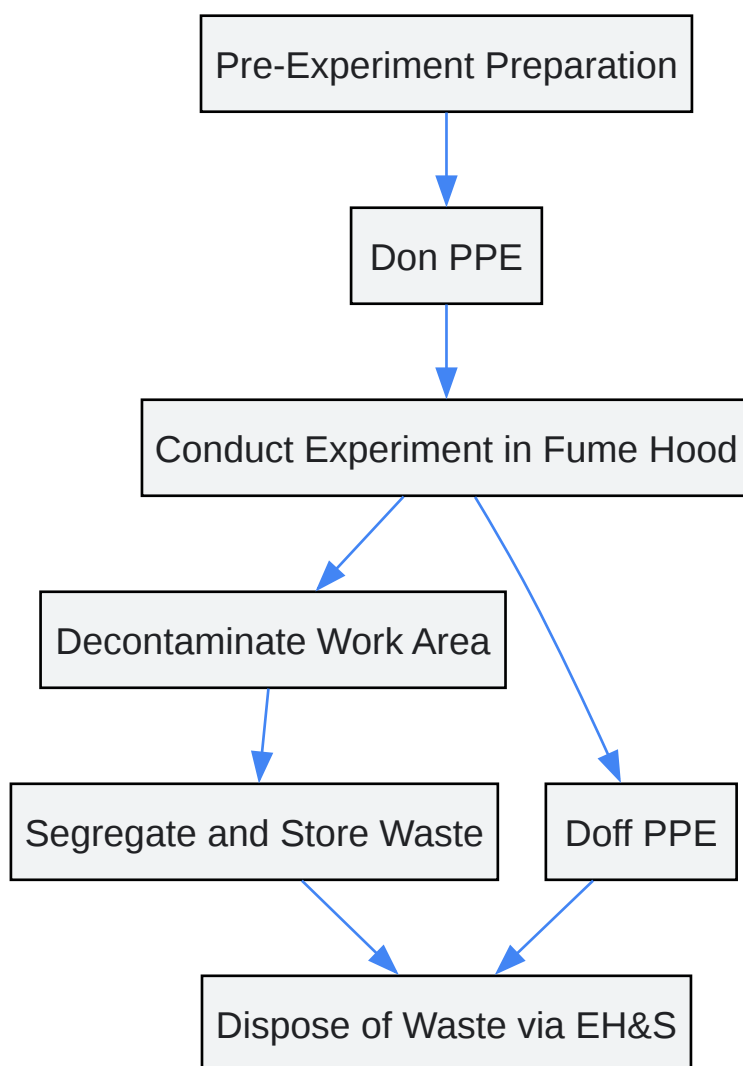 Pre-Experiment Preparation
Don PPE
Conduct Experiment in Fume Hood
Decontaminate Work Area
Segregate and Store Waste
Doff PPE
Dispose of Waste via EH&S